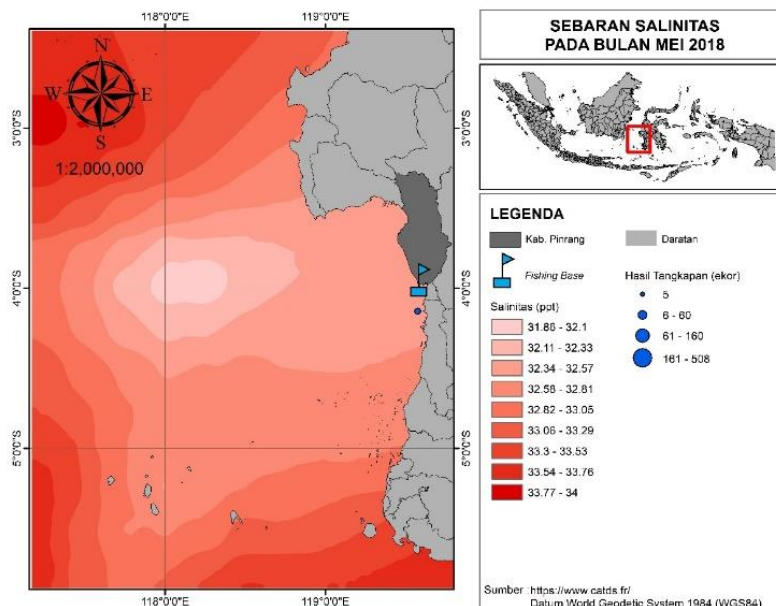 118°0'0"E 119°0'0"E
N
W E
S
1:2,000,000
3°0'0"S
4°0'0"S
5°0'0"S
3°0'0"S
4°0'0"S
5°0'0"S
118°0'0"E 119°0'0"E
SEBARAN SALINITAS
PADA BULAN MEI 2018
LEGENDA
Kab. Pinrang Daratan
Fishing Base Hasil Tangkapan (ekor)
5
6 - 60
61 - 160
161 - 508
Salinitas (ppt)
31.86 - 32.1
32.11 - 32.33
32.34 - 32.57
32.58 - 32.81
32.82 - 33.05
33.06 - 33.29
33.3 - 33.53
33.54 - 33.76
33.77 - 34
Sumber : https://www.catds.fr/
Datum World Geodetic System 1984 (WGS84)